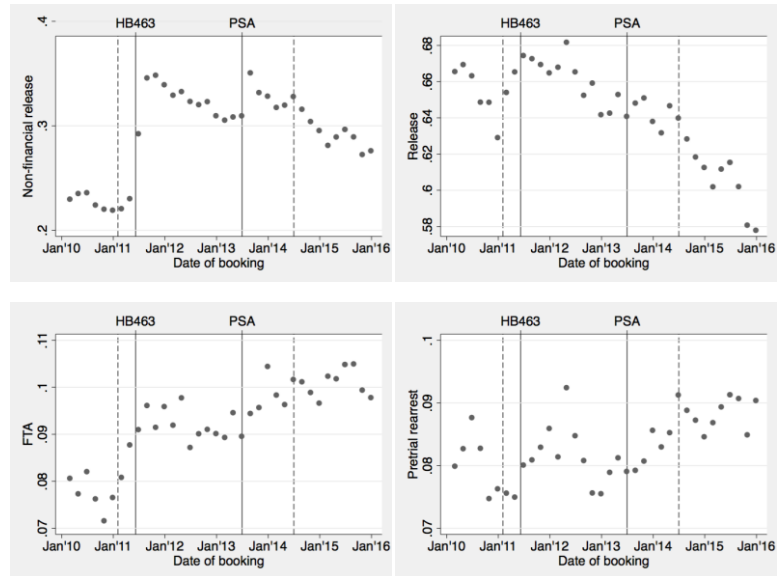 HB463 PSA
.4
.3
.2
Non-financial release
Jan'10 Jan'11 Jan'12 Jan'13 Jan'14 Jan'15 Jan'16
Date of booking
HB463 PSA
.68
.66
.64
.62
.6
.58
Release
Jan'10 Jan'11 Jan'12 Jan'13 Jan'14 Jan'15 Jan'16
Date of booking
HB463 PSA
.11
.1
.09
.08
.07
FTA
Jan'10 Jan'11 Jan'12 Jan'13 Jan'14 Jan'15 Jan'16
Date of booking
HB463 PSA
.1
.09
.08
.07
Pretrial rearrest
Jan'10 Jan'11 Jan'12 Jan'13 Jan'14 Jan'15 Jan'16
Date of booking